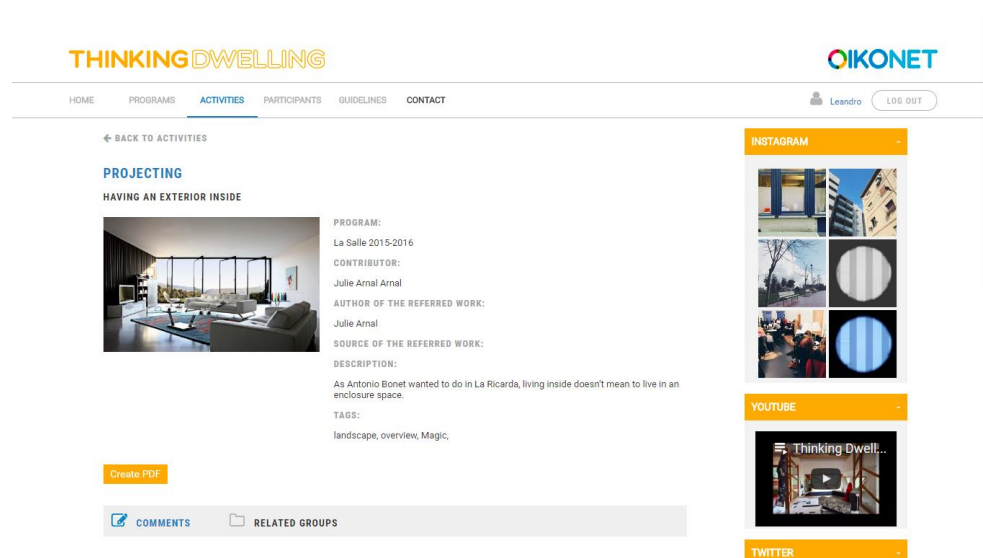 THINKING DWELLING
OIKONET
HOME PROGRAMS ACTIVITIES PARTICIPANTS GUIDELINES CONTACT
Leandro LOG OUT
BACK TO ACTIVITIES
PROJECTING
HAVING AN EXTERIOR INSIDE
PROGRAM:
La Salle 2015-2016
CONTRIBUTOR:
Julie Arnal Arnal
AUTHOR OF THE REFERRED WORK:
Julie Arnal
SOURCE OF THE REFERRED WORK:
DESCRIPTION:
As Antonio Bonet wanted to do in La Ricarda, living inside doesn't mean to live in an
enclosure space.
TAGS:
landscape, overview, Magic,
Create PDF
COMMENTS RELATED GROUPS
INSTAGRAM -
YOUTUBE -
Thinking Dwell...
TWITTER -